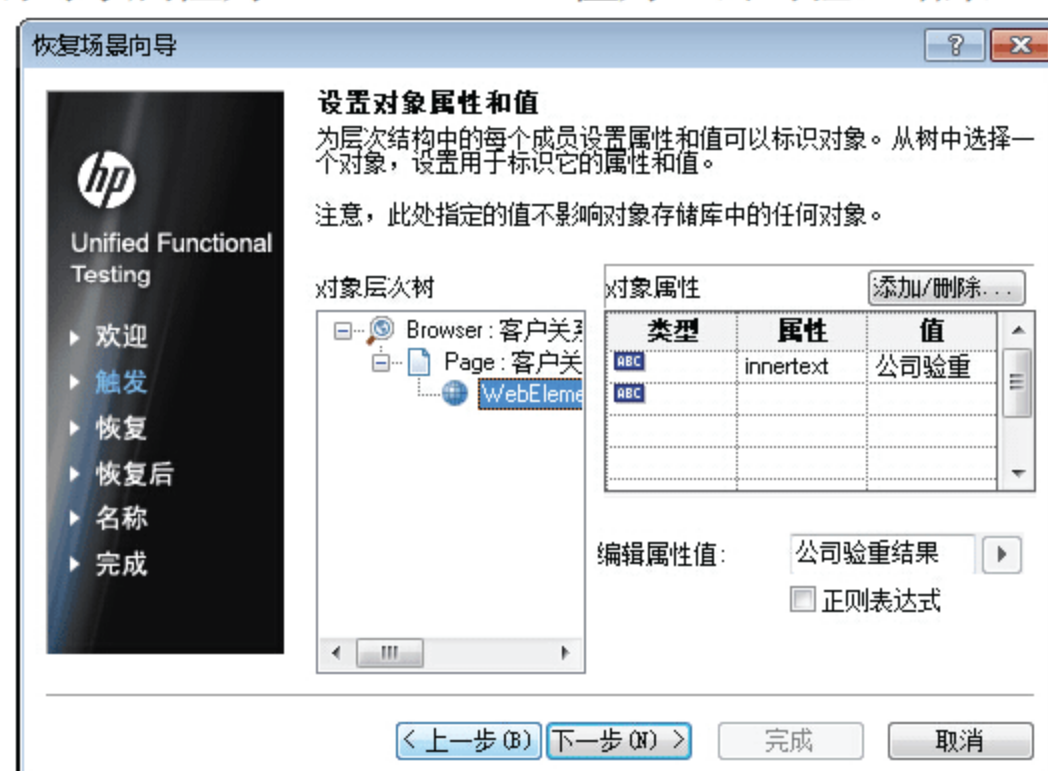 恢复场景向导
hp
Unified Functional
Testing
欢迎
触发
恢复
恢复后
名称
完成
设置对象属性和值
为层次结构中的每个成员设置属性和值可以标识对象。从树中选择一
个对象，设置用于标识它的属性和值。
注意，此处指定的值不影响对象存储库中的任何对象。
对象层次树
Browser : 客户关
Page : 客户关
WebEleme
对象属性
添加/删除...
类型 属性 值
ABC innertext 公司验重
ABC
编辑属性值:
公司验重结果
正则表达式
< 上一步(B)
下一步(N) >
完成
取消